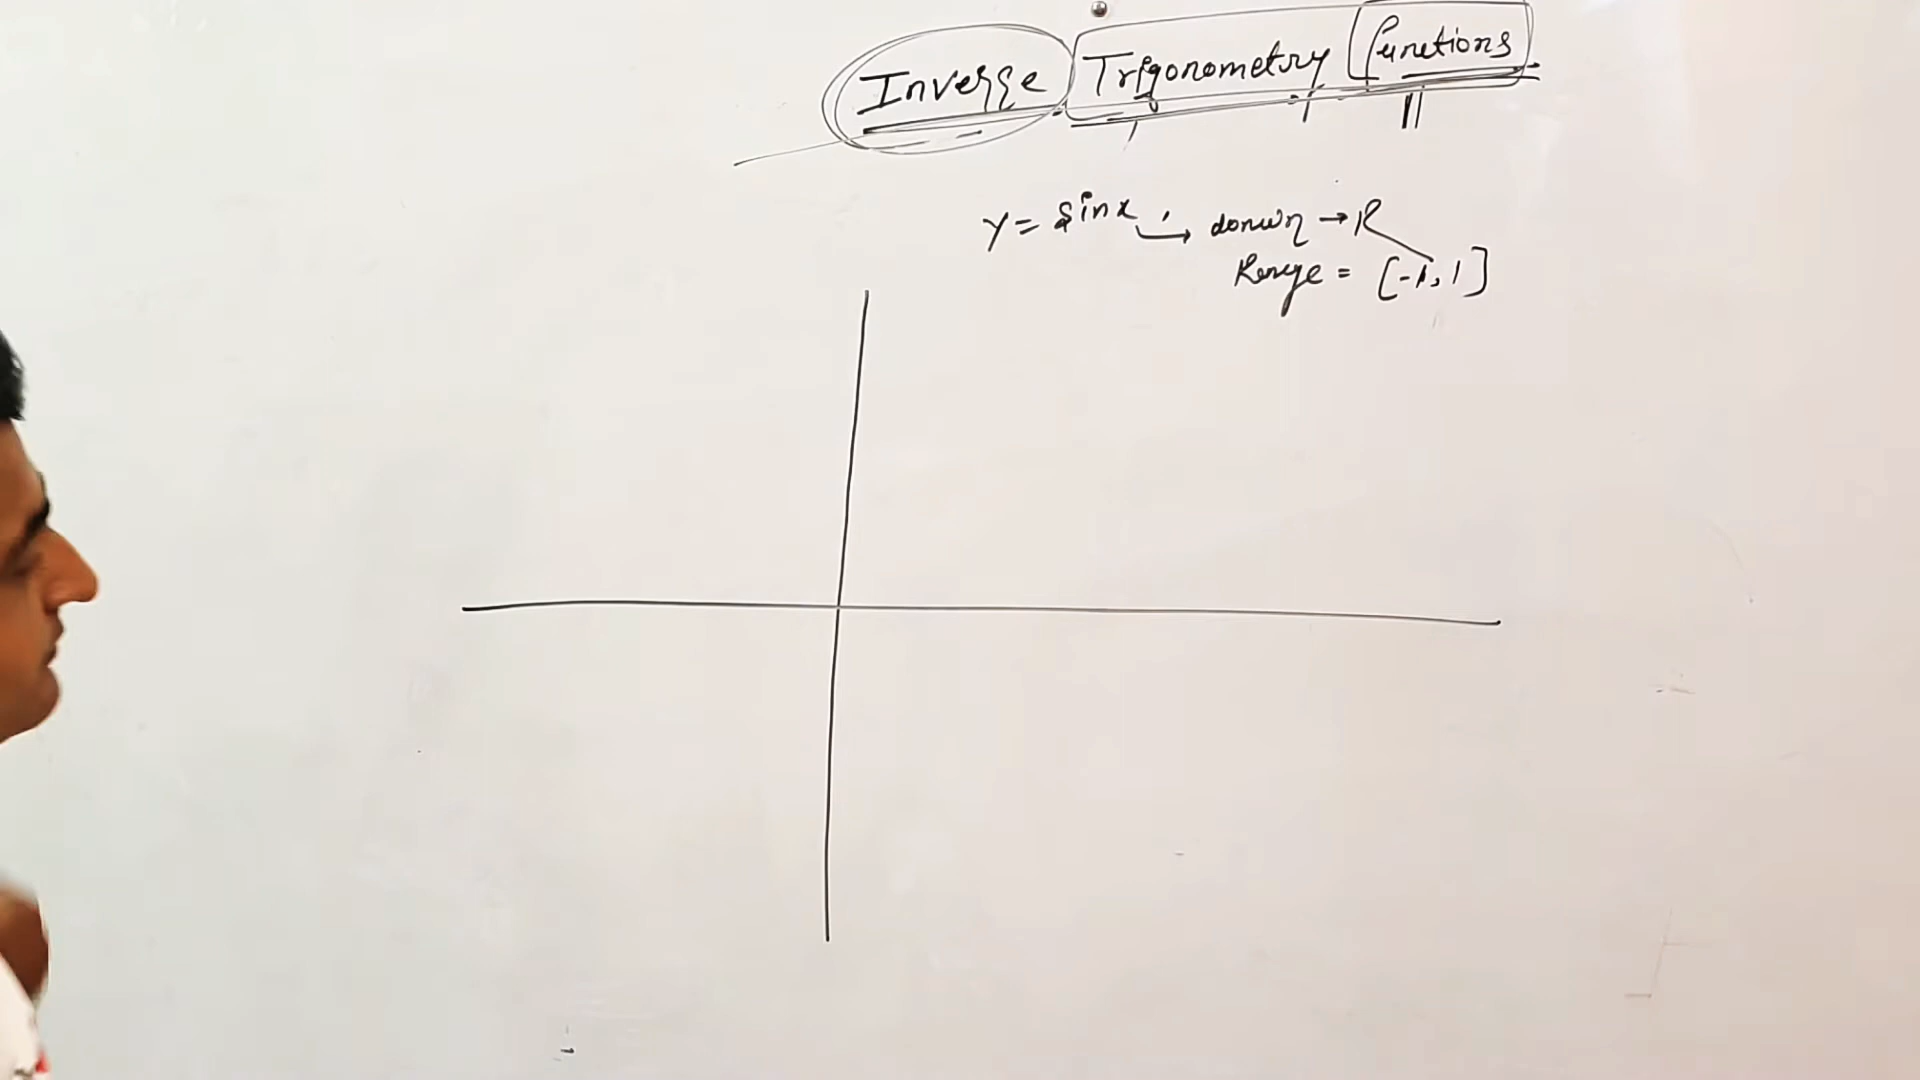 Inverse Trigonometry functions
y = sinx . → domain → R
Range = [-1, 1]